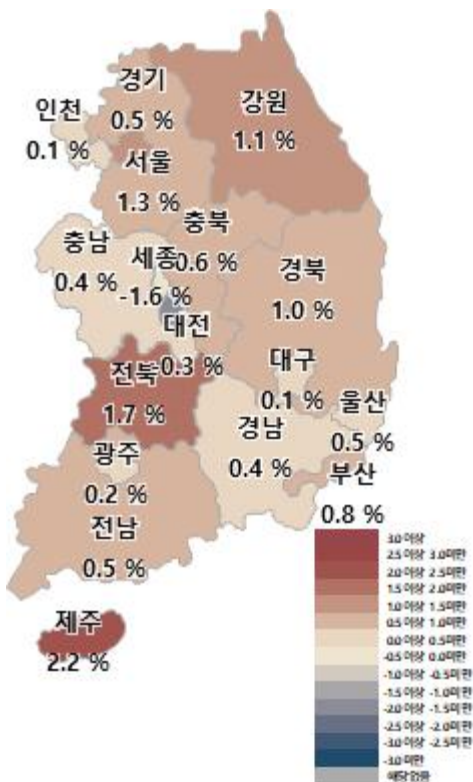 경기
0.5 %
강원
1.1 %
인천
0.1 %
서울
1.3 %
충북
0.6 %
충남
0.4 %
세종
-1.6 %
경북
1.0 %
대전
0.3 %
대구
0.1 %
전북
1.7 %
울산
0.5 %
경남
0.4 %
광주
0.2 %
부산
0.8 %
전남
0.5 %
제주
2.2 %
3.0 이상
2.5 이상 3.0미만
2.0 이상 2.5미만
1.5 이상 2.0미만
1.0 이상 1.5미만
0.5 이상 1.0미만
0.0 이상 0.5미만
-0.5 이상 0.0미만
-1.0 이상 -0.5미만
-1.5 이상 -1.0미만
-2.0 이상 -1.5미만
-2.5 이상 -2.0미만
-3.0 이상 -2.5미만
-3.0 미만
해당없음